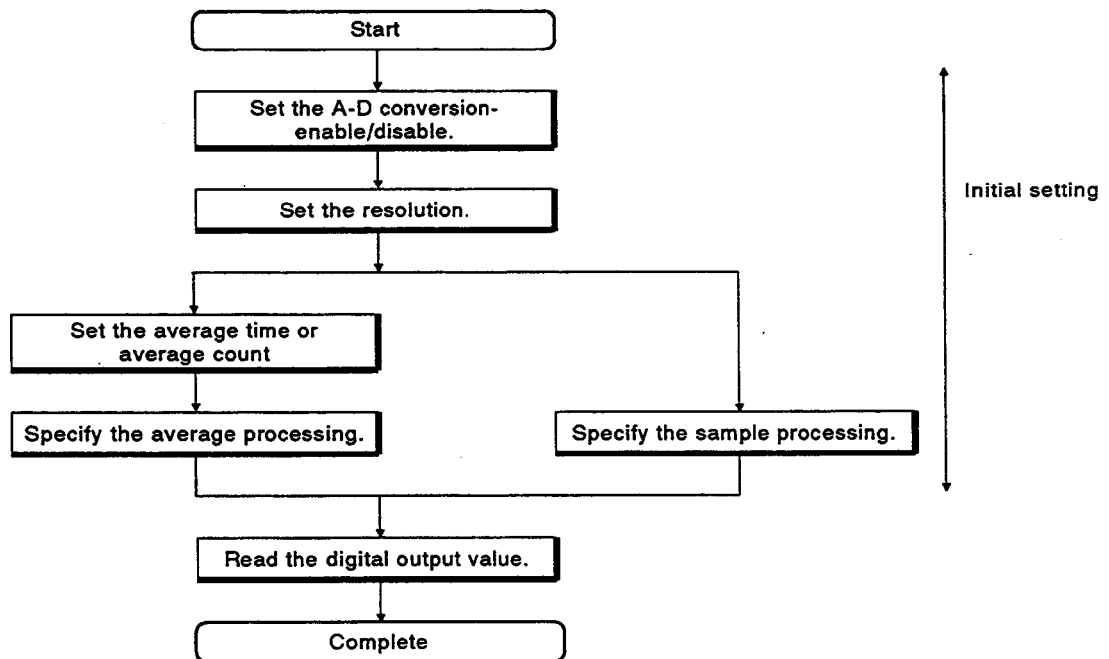 Start
Set the A-D conversion-
enable/disable.
Set the resolution.
Initial setting
Set the average time or
average count
Specify the average processing.
Specify the sample processing.
Read the digital output value.
Complete